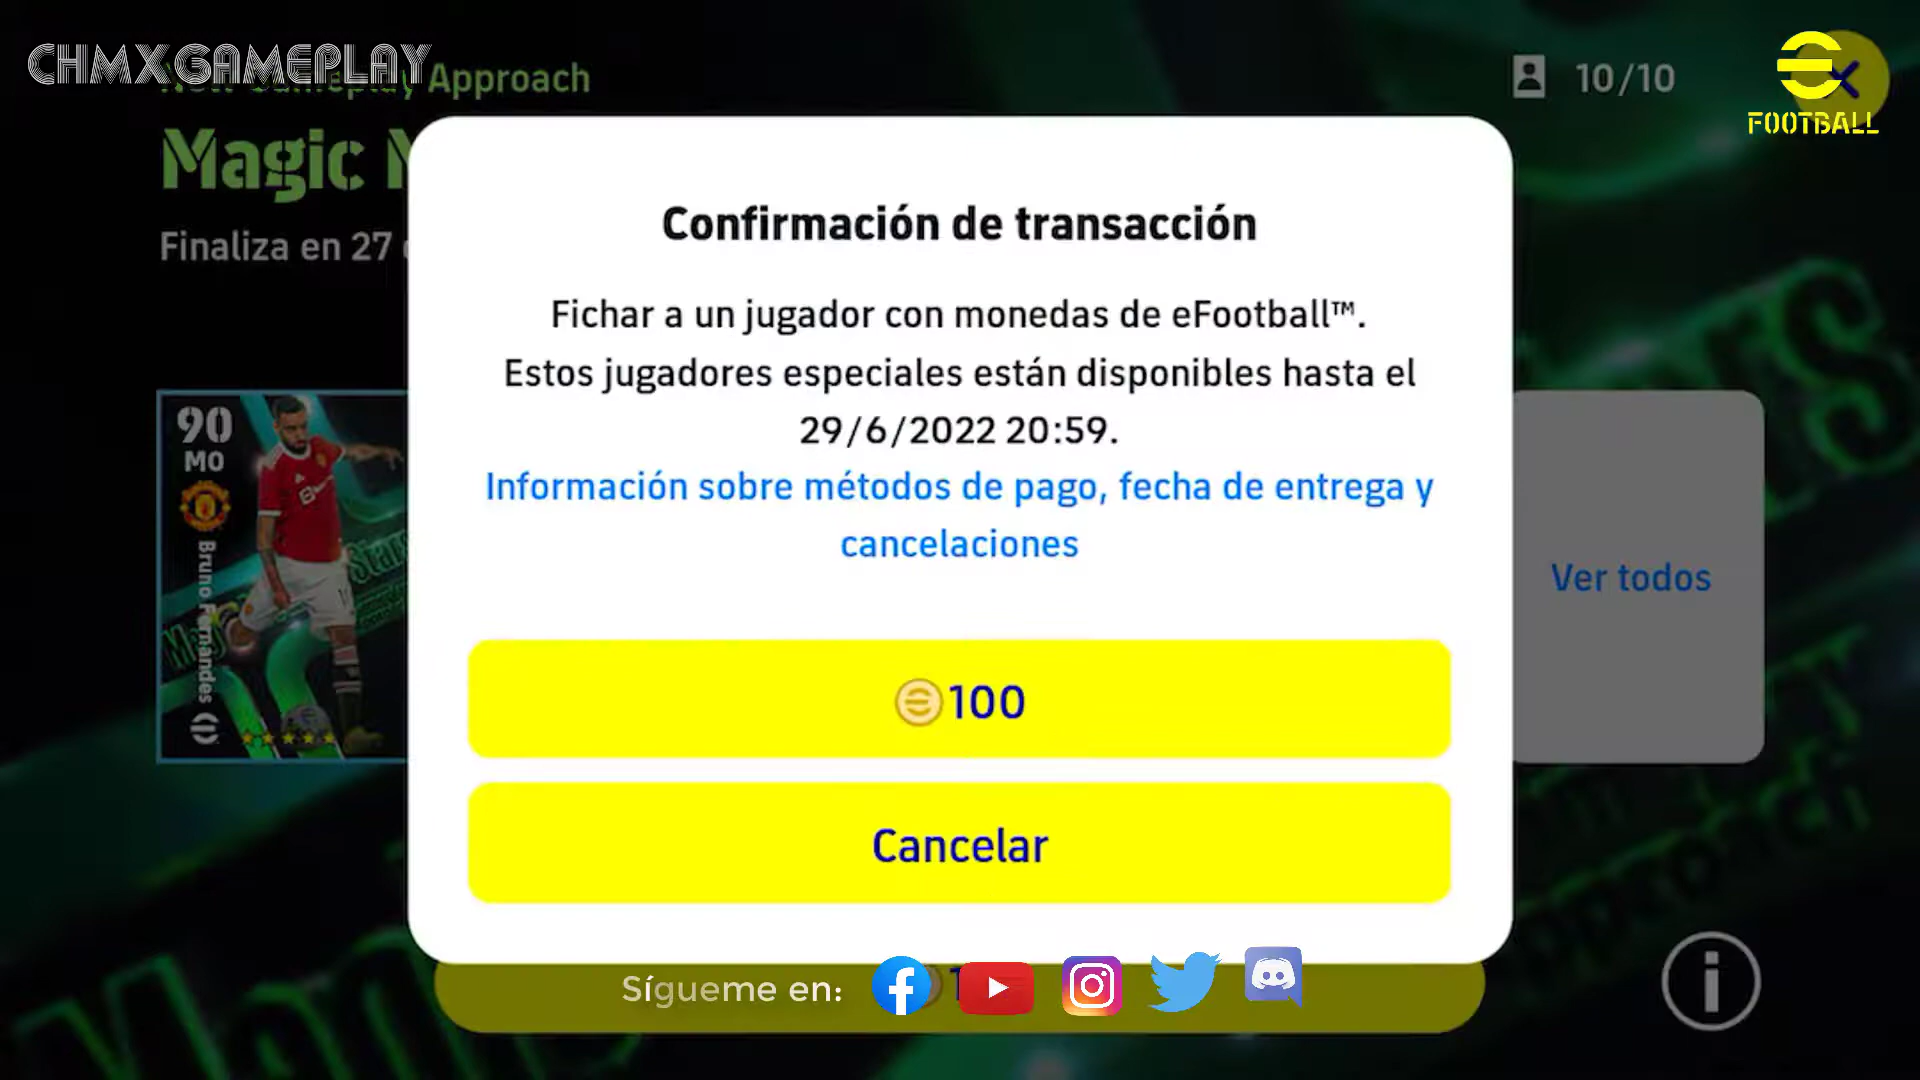 CHMXGAMEPLAY
Approach
10/10
FOOTBALL
Magic
Finaliza en 27
Confirmación de transacción
Fichar a un jugador con monedas de eFootball™.
Estos jugadores especiales están disponibles hasta el
29/6/2022 20:59.
Información sobre métodos de pago, fecha de entrega y
cancelaciones
90
MO
Bruno Fernandes
Ver todos
100
Cancelar
Sígueme en: